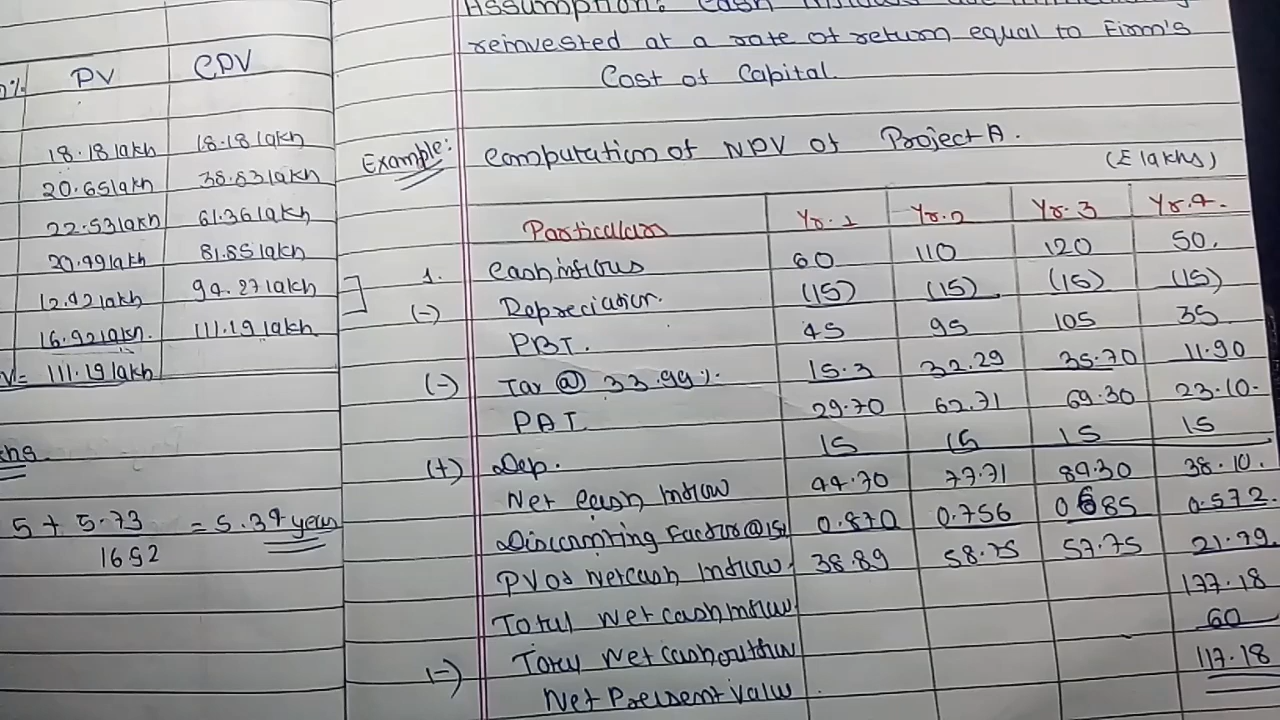 PV CPV
18.18 lakh 18.18 lakh
20.65 lakh 38.83 lakh
22.53 lakh 61.36 lakh
20.49 lakh 81.85 lakh
12.42 lakh 94.27 lakh
16.92 lakh. 111.19 lakh
V= 111.19 lakh
5 + 5.73 = 5.34 years
1692
Assumption: Cash
reinvested at a rate of return equal to Firm's
Cost of Capital
Example: Computation of NPV of Project A.
(₹ lakhs)
Particulars Yr.1 Yr.2 Yr.3 Yr.4.
1. Cash inflows 60 110 120 50.
(-) Depreciation. (15) (15) (15) (15)
PBT. 45 95 105 35
(-) Tax @ 33.99%. 15.3 32.29 35.70 11.90
PAT 29.70 62.71 69.30 23.10.
(+) Dep. 15 15 15 15
Net Cash Inflow 44.70 77.71 84.30 38.10.
Discounting Factor @15% 0.870 0.756 0.685 0.572.
PV of Net Cash Inflow. 38.89 58.75 57.75 21.79.
Total Net cash inflow 177.18
(-) Total Net Cash outflow 60
Net Present Value 117.18